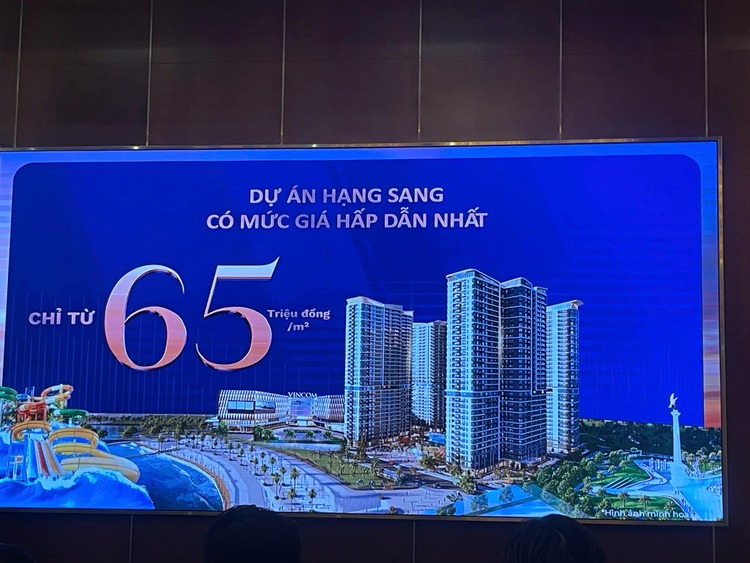 DỰ ÁN HẠNG SANG
CÓ MỨC GIÁ HẤP DẪN NHẤT
CHỈ TỪ 65 Triệu đồng
/m²
VINCOM
*Hình ảnh minh họa